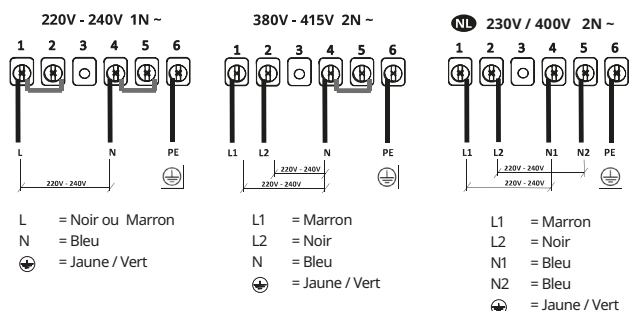 220V - 240V 1N ~
1 2 3 4 5 6
L N PE
220V - 240V
L = Noir ou Marron
N = Bleu
= Jaune / Vert
380V - 415V 2N ~
1 2 3 4 5 6
L1 L2 N PE
220V - 240V
220V - 240V
L1 = Marron
L2 = Noir
N = Bleu
= Jaune / Vert
NL 230V / 400V 2N ~
1 2 3 4 5 6
L1 L2 N1 N2 PE
220V - 240V
220V - 240V
L1 = Marron
L2 = Noir
N1 = Bleu
N2 = Bleu
= Jaune / Vert